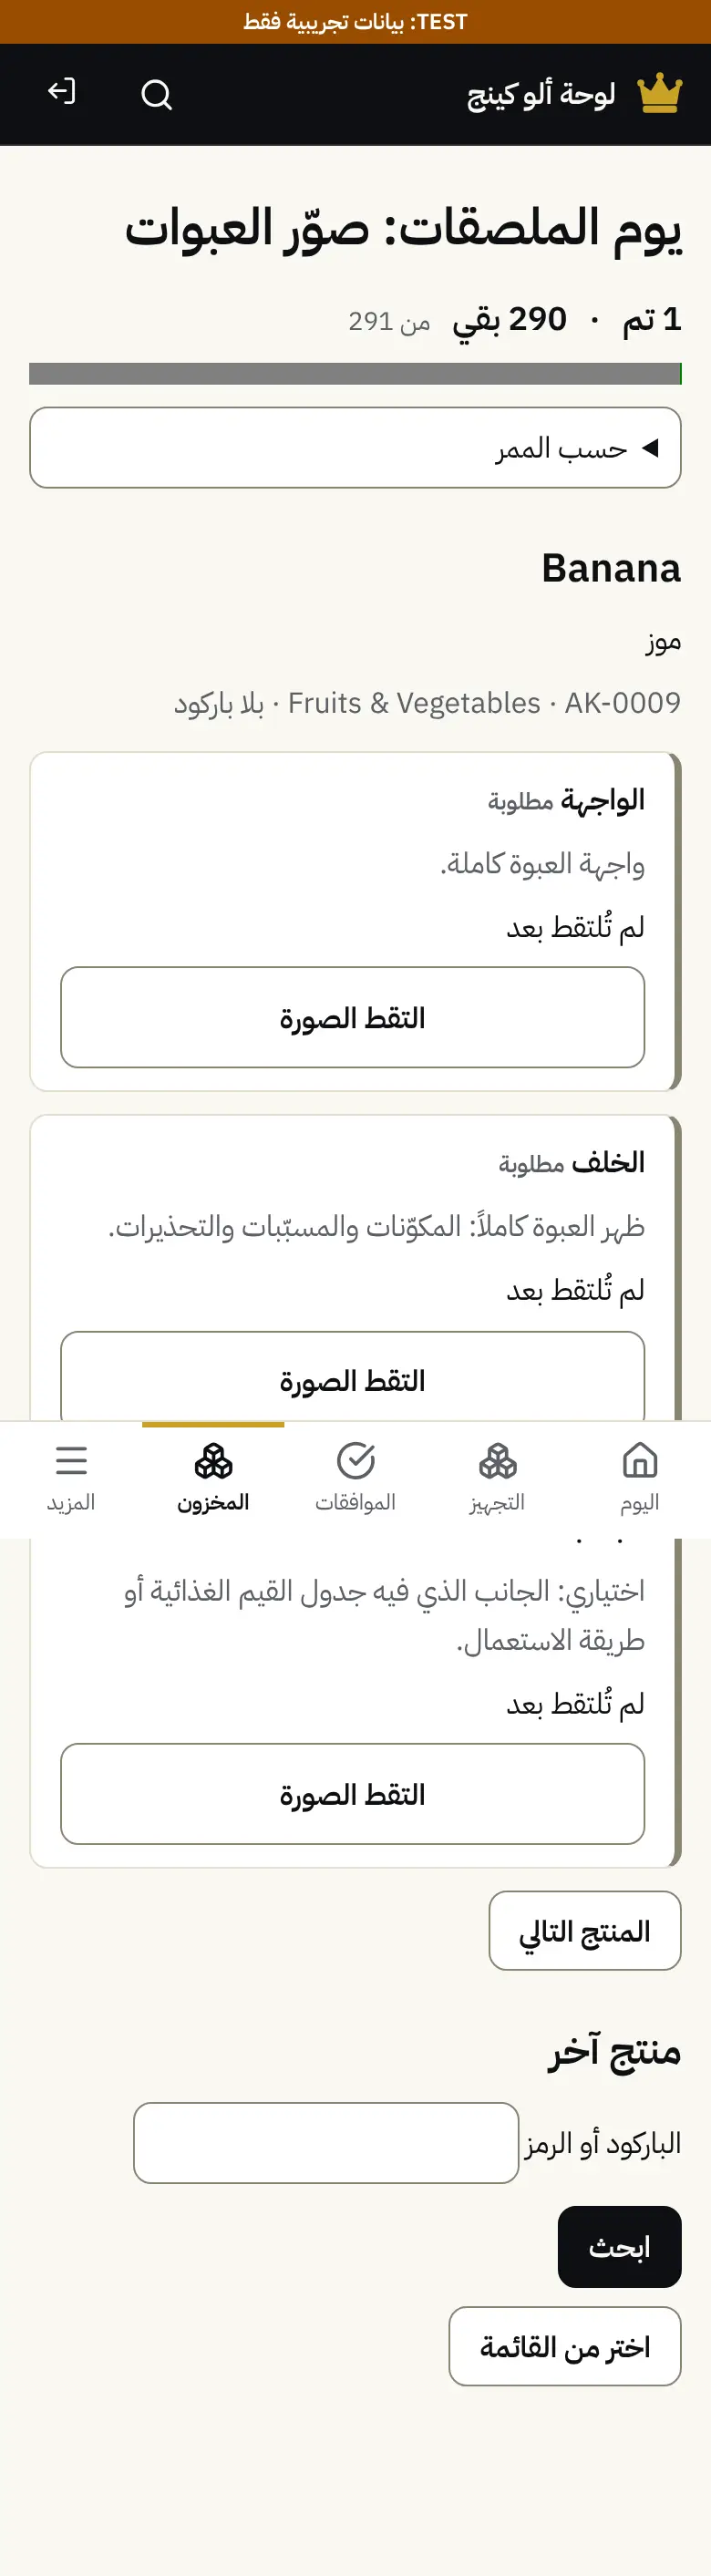 TEST: بيانات تجريبية فقط
لوحة ألو كينج
يوم الملصقات: صوّر العبوات
1 تم · 290 بقي من 291
حسب الممر
Banana
موز
AK-0009 · Fruits & Vegetables · بلا باركود
الواجهة مطلوبة
واجهة العبوة كاملة.
لم تُلتقط بعد
التقط الصورة
الخلف مطلوبة
ظهر العبوة كاملاً: المكوّنات والمسبّبات والتحذيرات.
لم تُلتقط بعد
التقط الصورة
اليوم
التجهيز
الموافقات
المخزون
المزيد
اختياري: الجانب الذي فيه جدول القيم الغذائية أو
طريقة الاستعمال.
لم تُلتقط بعد
التقط الصورة
المنتج التالي
منتج آخر
الباركود أو الرمز
ابحث
اختر من القائمة